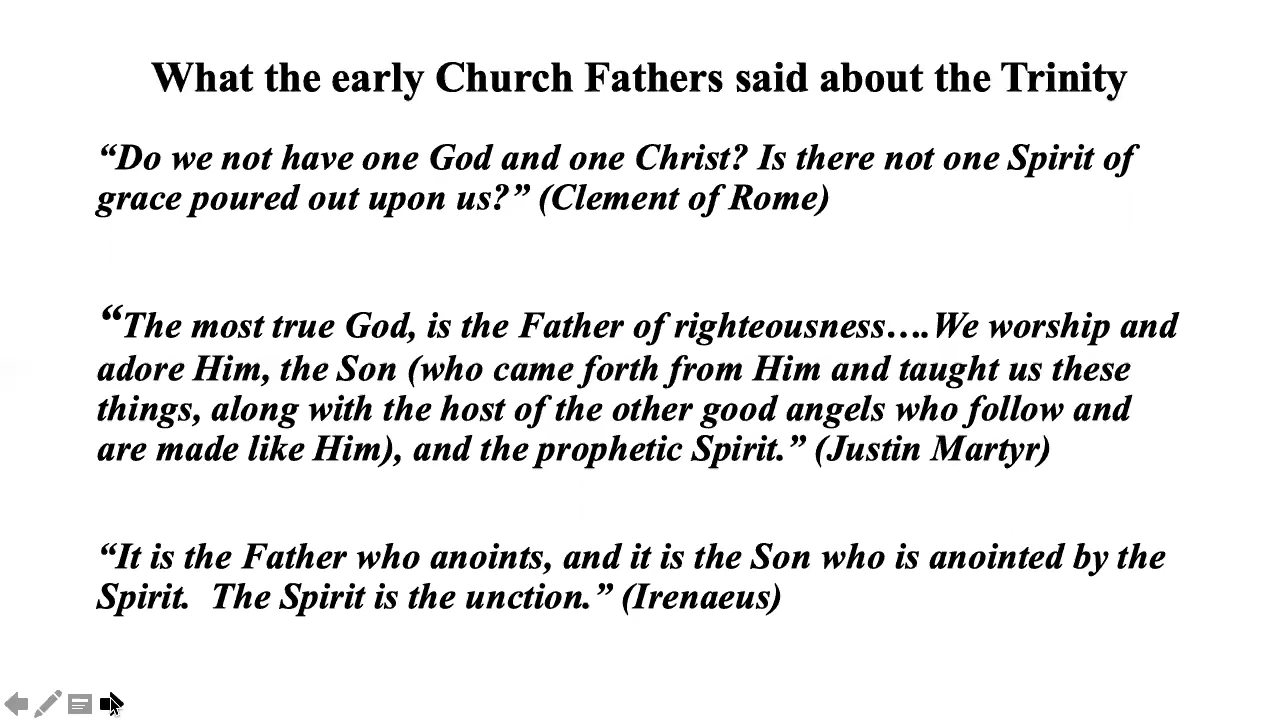 What the early Church Fathers said about the Trinity
“Do we not have one God and one Christ? Is there not one Spirit of
grace poured out upon us?” (Clement of Rome)
“The most true God, is the Father of righteousness….We worship and
adore Him, the Son (who came forth from Him and taught us these
things, along with the host of the other good angels who follow and
are made like Him), and the prophetic Spirit.” (Justin Martyr)
“It is the Father who anoints, and it is the Son who is anointed by the
Spirit.  The Spirit is the unction.” (Irenaeus)